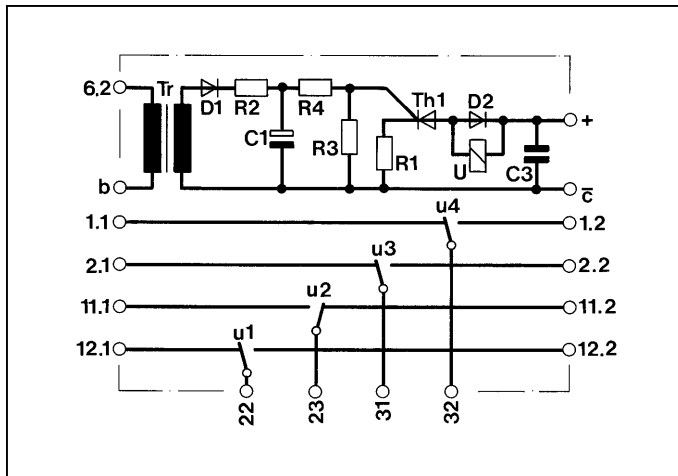 6,2 Tr D1 R2 R4 Th1 D2 +
C1 R3 R1 U C3
b c
1.1 u4 1.2
2.1 u3 2.2
11.1 u2 11.2
12.1 u1 12.2
22 23 31 32